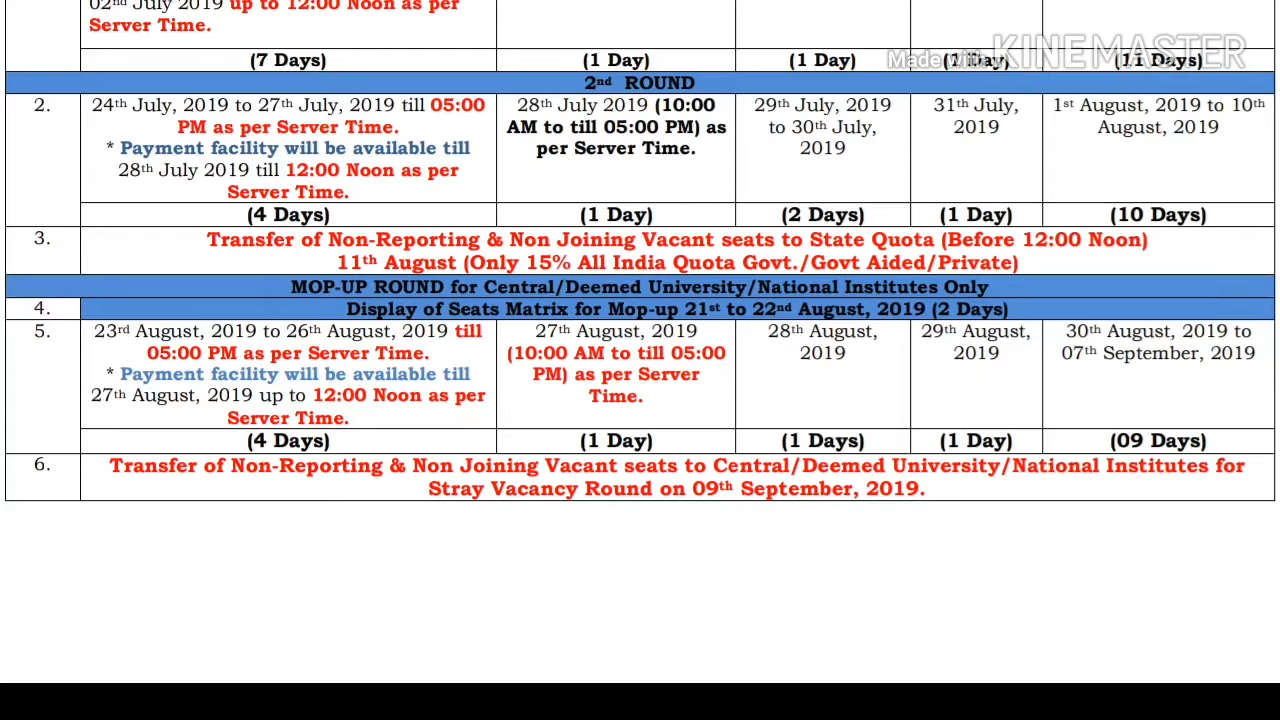 02nd July 2019 up to 12:00 Noon as per
Server Time.
(7 Days) (1 Day) (1 Day) (1 Day) (11 Days)
Made with KINEMASTER
2nd ROUND
2. 24th July, 2019 to 27th July, 2019 till 05:00 28th July 2019 (10:00 29th July, 2019 31th July, 1st August, 2019 to 10th
PM as per Server Time. AM to till 05:00 PM) as to 30th July, 2019 August, 2019
* Payment facility will be available till per Server Time. 2019
28th July 2019 till 12:00 Noon as per
Server Time.
(4 Days) (1 Day) (2 Days) (1 Day) (10 Days)
3. Transfer of Non-Reporting & Non Joining Vacant seats to State Quota (Before 12:00 Noon)
11th August (Only 15% All India Quota Govt./Govt Aided/Private)
MOP-UP ROUND for Central/Deemed University/National Institutes Only
4. Display of Seats Matrix for Mop-up 21st to 22nd August, 2019 (2 Days)
5. 23rd August, 2019 to 26th August, 2019 till 27th August, 2019 28th August, 29th August, 30th August, 2019 to
05:00 PM as per Server Time. (10:00 AM to till 05:00 2019 2019 07th September, 2019
* Payment facility will be available till PM) as per Server
27th August, 2019 up to 12:00 Noon as per Time.
Server Time.
(4 Days) (1 Day) (1 Days) (1 Day) (09 Days)
6. Transfer of Non-Reporting & Non Joining Vacant seats to Central/Deemed University/National Institutes for
Stray Vacancy Round on 09th September, 2019.